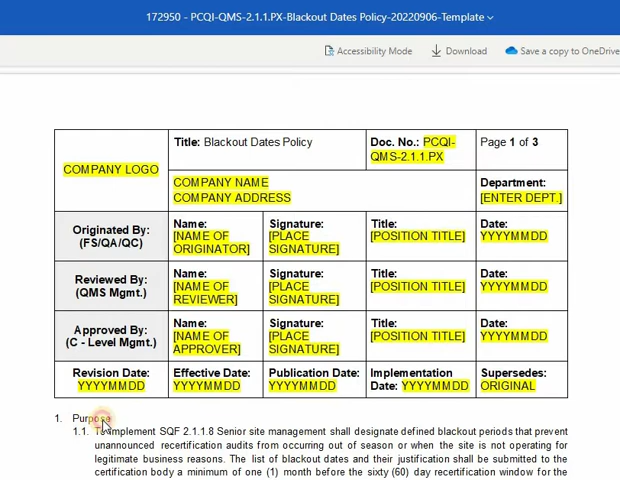 172950 - PCQI-QMS-2.1.1.PX-Blackout Dates Policy-20220906-Template
Accessibility Mode Download Save a copy to OneDrive
COMPANY LOGO
Title: Blackout Dates Policy
Doc. No.: PCQI-
QMS-2.1.1.PX
Page 1 of 3
COMPANY NAME
COMPANY ADDRESS
Department:
[ENTER DEPT.]
Originated By:
(FS/QA/QC)
Name:
[NAME OF
ORIGINATOR]
Signature:
[PLACE
SIGNATURE]
Title:
[POSITION TITLE]
Date:
YYYYMMDD
Reviewed By:
(QMS Mgmt.)
Name:
[NAME OF
REVIEWER]
Signature:
[PLACE
SIGNATURE]
Title:
[POSITION TITLE]
Date:
YYYYMMDD
Approved By:
(C - Level Mgmt.)
Name:
[NAME OF
APPROVER]
Signature:
[PLACE
SIGNATURE]
Title:
[POSITION TITLE]
Date:
YYYYMMDD
Revision Date:
YYYYMMDD
Effective Date:
YYYYMMDD
Publication Date:
YYYYMMDD
Implementation
Date: YYYYMMDD
Supersedes:
ORIGINAL
1. Purpose
1.1. To implement SQF 2.1.1.8 Senior site management shall designate defined blackout periods that prevent
unannounced recertification audits from occurring out of season or when the site is not operating for
legitimate business reasons. The list of blackout dates and their justification shall be submitted to the
certification body a minimum of one (1) month before the sixty (60) day recertification window for the